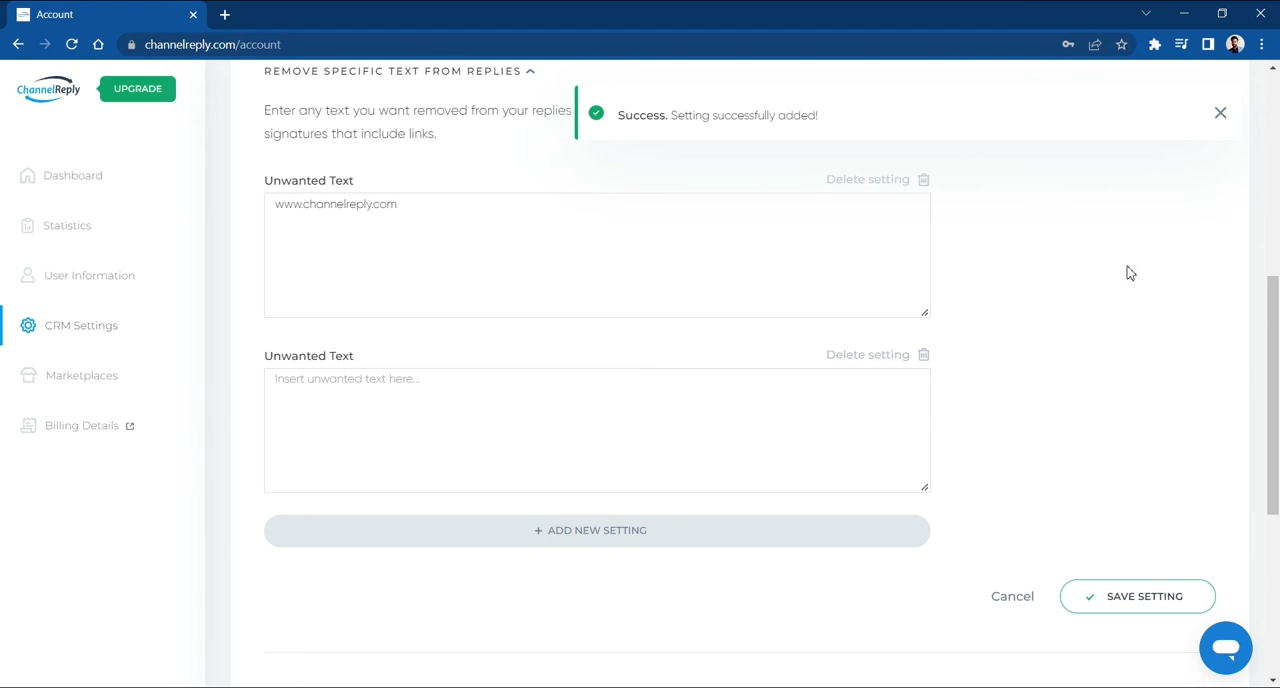 Account
channelreply.com/account
ChannelReply
UPGRADE
Dashboard
Statistics
User Information
CRM Settings
Marketplaces
Billing Details
REMOVE SPECIFIC TEXT FROM REPLIES
Enter any text you want removed from your replies
signatures that include links.
Success. Setting successfully added!
Unwanted Text
Delete setting
www.channelreply.com
Unwanted Text
Delete setting
Insert unwanted text here...
+ ADD NEW SETTING
Cancel
SAVE SETTING